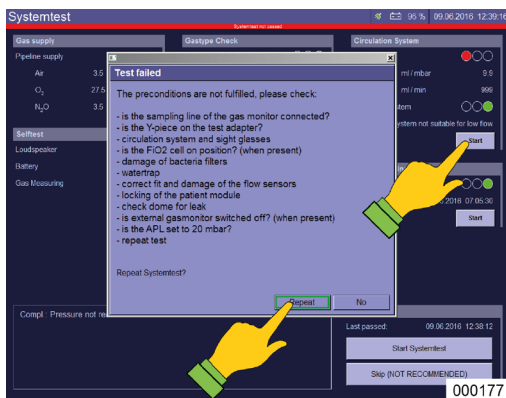 Systemtest
96 % 09.06.2016 12:39:16
Systemtest not passed
Gas supply
Gastype Check
Circulation System
Pipeline supply
Air 3.5
O₂ 27.5
N₂O 3.5
Selftest
Loudspeaker
Battery
Gas Measuring
Test failed
x
The preconditions are not fulfilled, please check:
- is the sampling line of the gas monitor connected?
- is the Y-piece on the test adapter?
- circulation system and sight glasses
- is the FiO2 cell on position? (when present)
- damage of bacteria filters
- watertrap
- correct fit and damage of the flow sensors
- locking of the patient module
- check dome for leak
- is external gasmonitor switched off? (when present)
- is the APL set to 20 mbar?
- repeat test
Repeat Systemtest?
Repeat
No
ml / mbar 9.9
ml / min 999
system not suitable for low flow
Start
2016 07:05:30
Start
Compl.: Pressure not
Last passed: 09.06.2016 12:38:12
Start Systemtest
Skip (NOT RECOMMENDED)
000177